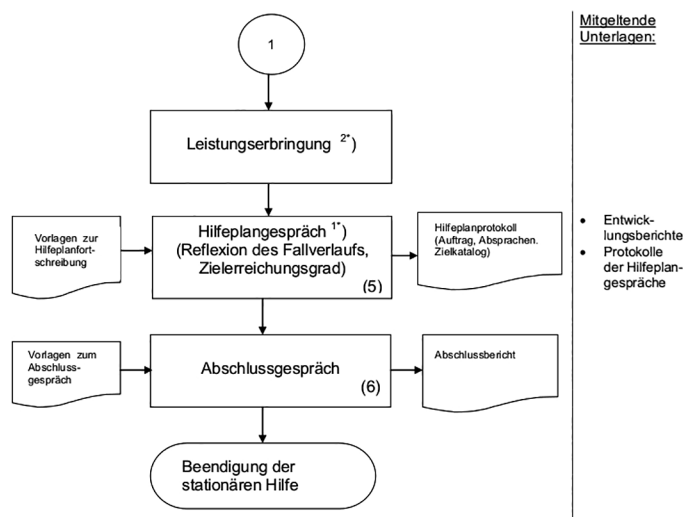 Mitgeltende
Unterlagen:
1
Leistungserbringung 2*)
Vorlagen zur
Hilfeplanfort-
schreibung
Hilfeplangespräch 1*)
(Reflexion des Fallverlaufs,
Zielerreichungsgrad)
(5)
Hilfeplanprotokoll
(Auftrag, Absprachen.
Zielkatalog)
• Entwick-
lungsberichte
• Protokolle
der Hilfeplan-
gespräche
Vorlagen zum
Abschluss-
gespräch
Abschlussgespräch
(6)
Abschlussbericht
Beendigung der
stationären Hilfe